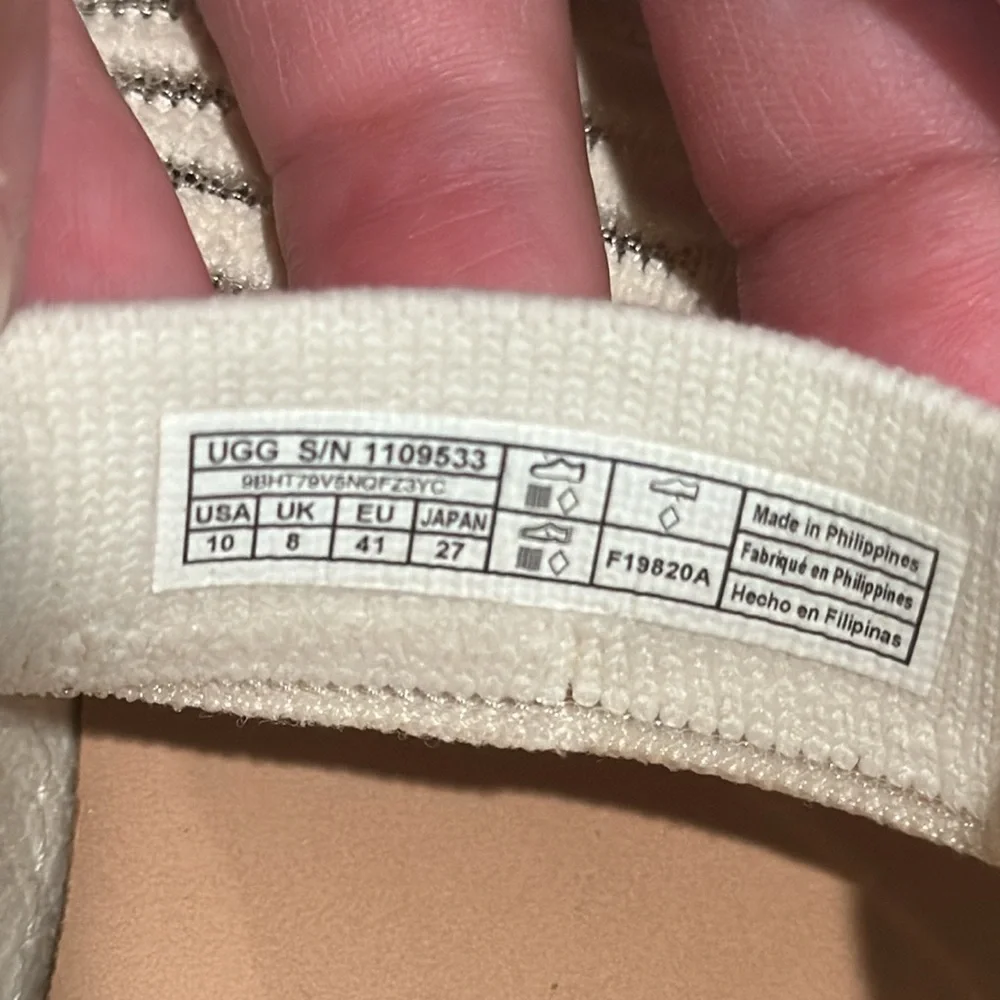 UGG S/N 1109533
9BHT79V5NQFZ3YC
USA UK EU JAPAN
10 8 41 27
F19820A
Made in Philippines
Fabriqué en Philippines
Hecho en Filipinas